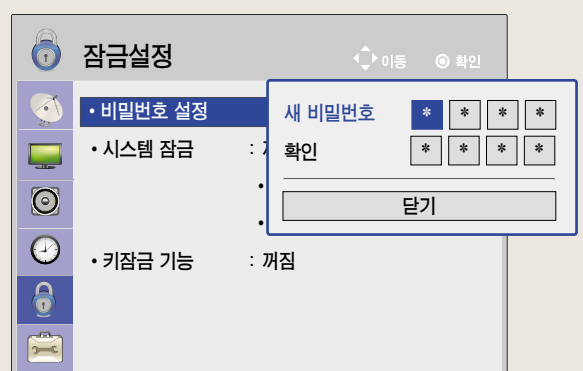 잠금설정
이동 확인
• 비밀번호 설정
새 비밀번호 * * * *
• 시스템 잠금 :
확인 * * * *
•
•
닫기
• 키잠금 기능 : 꺼짐